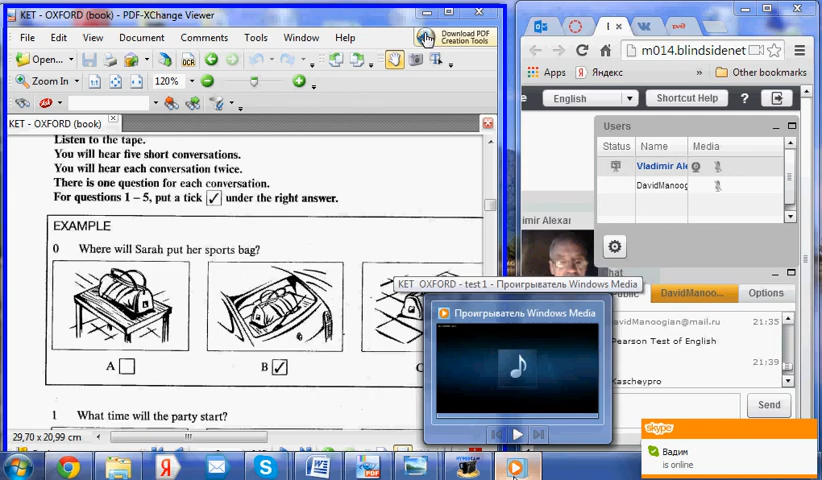 KET - OXFORD (book) - PDF-XChange Viewer
File Edit View Document Comments Tools Window Help
Download PDF
Creation Tools
Open...
OCR
Zoom In
120%
KET - OXFORD (book)
Listen to the tape.
You will hear five short conversations.
You will hear each conversation twice.
There is one question for each conversation.
For questions 1 – 5, put a tick ✓ under the right answer.
EXAMPLE
0 Where will Sarah put her sports bag?
A
B ✓
1 What time will the party start?
29,70 x 20,99 cm
m014.blindsidenet
Apps Яндекс Other bookmarks
English Shortcut Help
Users
Status Name Media
Vladimir Ale
DavidManoog
imir Alexar
KET OXFORD - test 1 - Проигрыватель Windows Media
Проигрыватель Windows Media
DavidManoo... Options
avidManoogian@mail.ru 21:35
Pearson Test of English
21:39
Kascheypro
Send
skype
Вадим
is online